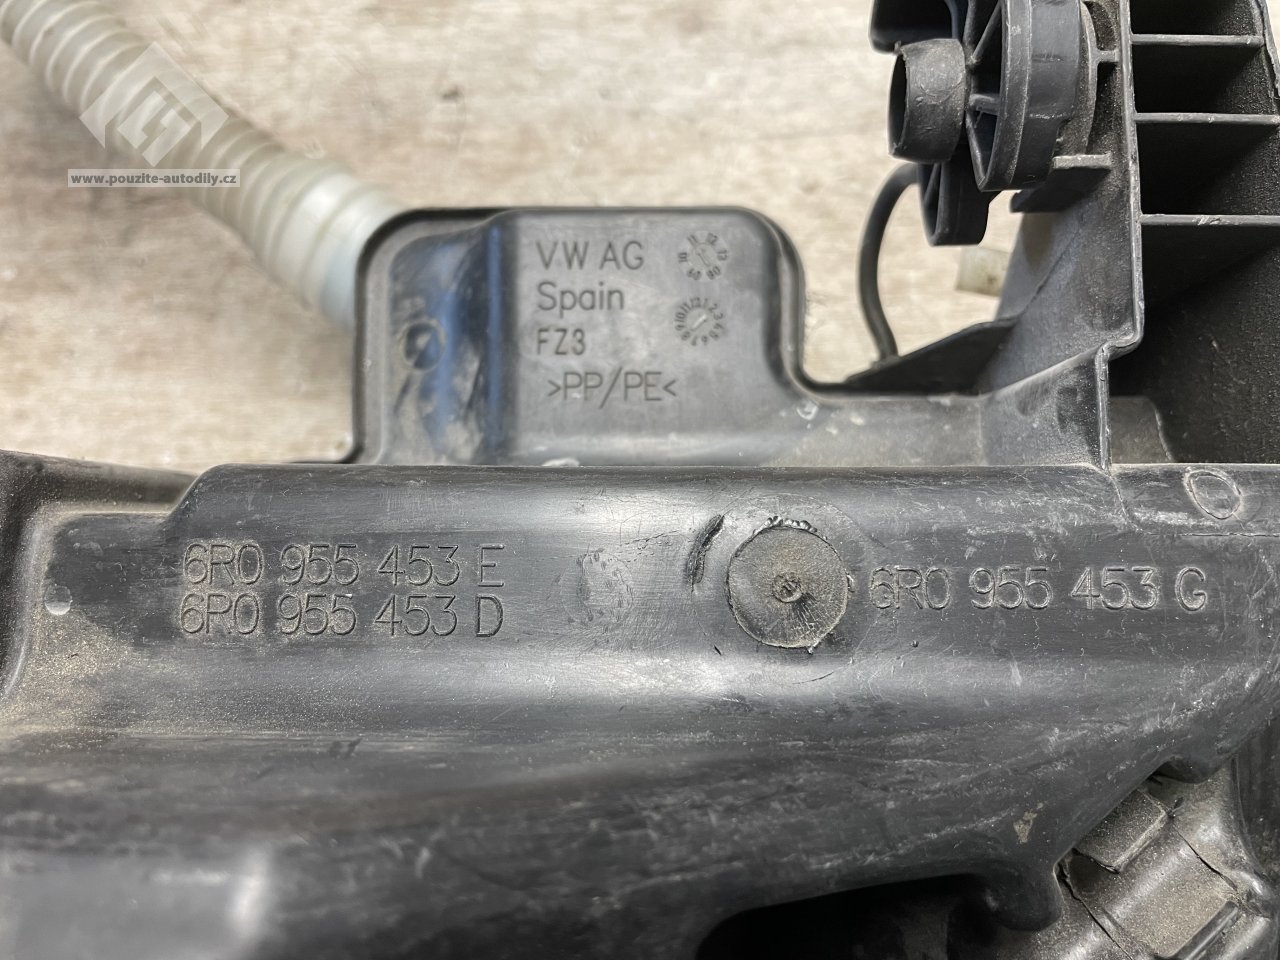 www.pouzite-autodily.cz
VW AG
Spain
FZ3
>PP/PE<
6R0 955 453 E
6R0 955 453 D
6R0 955 453 G